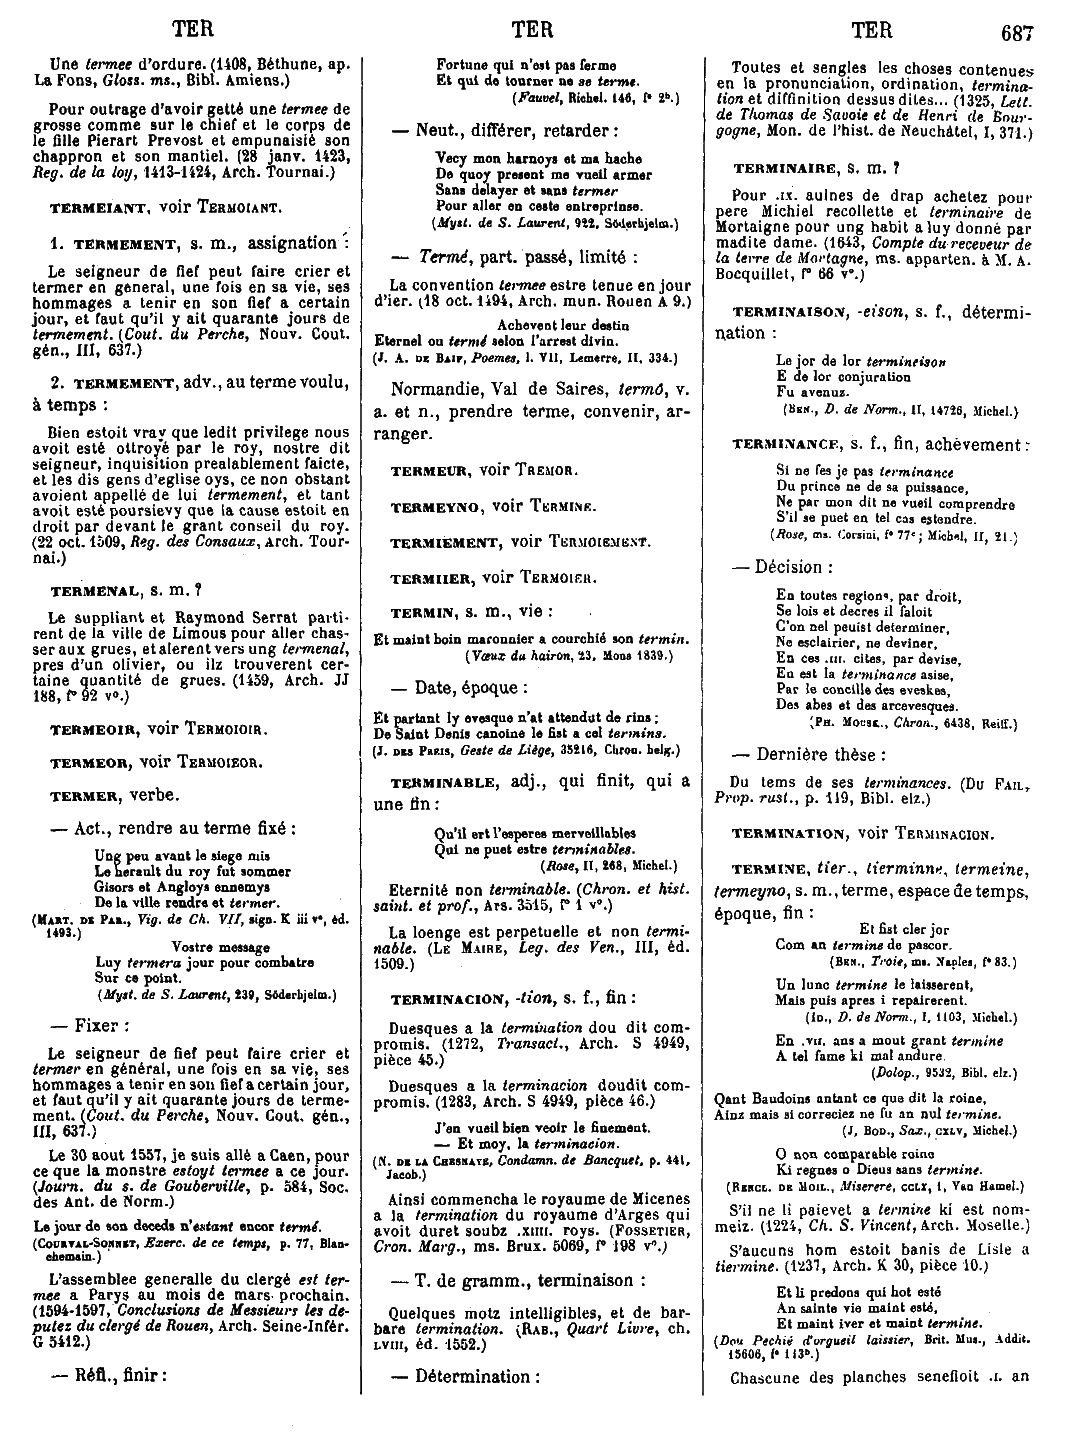 TER
TER
TER
687
Une termee d'ordure. (1408, Béthune, ap.
La Fons, Gloss. ms., Bibl. Amiens.)
Pour outrage d'avoir getté une termee de
grosse comme sur le chief et le corps de
le fille Pierart Prevost et empunaisié son
chappron et son mantiel. (28 janv. 1423,
Reg. de la loy, 1413-1424, Arch. Tournai.)
TERMEIANT, voir TERMOIANT.
1. TERMEMENT, s. m., assignation :
Le seigneur de fief peut faire crier et
termer en general, une fois en sa vie, ses
hommages a tenir en son fief a certain
jour, et faut qu'il y ait quarante jours de
termement. (Cout. du Perche, Nouv. Cout.
gén., III, 637.)
2. TERMEMENT, adv., au terme voulu,
à temps :
Bien estoit vray que ledit privilege nous
avoit esté ottroyé par le roy, nostre dit
seigneur, inquisition prealablement faicte,
et les dis gens d'eglise oys, ce non obstant
avoient appellé de lui termement, et tant
avoit esté poursievy que la cause estoit en
droit par devant le grant conseil du roy.
(22 oct. 1509, Reg. des Consaux, Arch. Tour-
nai.)
TERMENAL, s. m. ?
Le suppliant et Raymond Serrat parti-
rent de la ville de Limous pour aller chas-
ser aux grues, et alerent vers ung termenal,
pres d'un olivier, ou ilz trouverent cer-
taine quantité de grues. (1459, Arch. JJ
188, f° 92 v°.)
TERMEOIR, voir TERMOIOIR.
TERMEOR, voir TERMOIEOR.
TERMER, verbe.
— Act., rendre au terme fixé :
Ung peu avant le siege mis
Le herault du roy fut sommer
Gisors et Angloys ennemys
De la ville rendre et termer.
(MART. DE PAR., Vig. de Ch. VII, sign. K iii v°, éd.
1493.)
Vostre message
Luy termera jour pour combatre
Sur ce point.
(Myst. de S. Laurent, 239, Söderhjelm.)
— Fixer :
Le seigneur de fief peut faire crier et
termer en général, une fois en sa vie, ses
hommages a tenir en son fief a certain jour,
et faut qu'il y ait quarante jours de terme-
ment. (Cout. du Perche, Nouv. Cout. gén.,
III, 637.)
Le 30 aout 1557, je suis allé a Caen, pour
ce que la monstre estoyt termee a ce jour.
(Journ. du s. de Gouberville, p. 584, Soc.
des Ant. de Norm.)
Le jour de son deceds n'estant encor termé.
(COURVAL-SONNET, Exerc. de ce temps, p. 77, Blan-
chemain.)
L'assemblee generalle du clergé est ter-
mee a Parys au mois de mars prochain.
(1594-1597, Conclusions de Messieurs les de-
putez du clergé de Rouen, Arch. Seine-Infér.
G 5412.)
— Réfl., finir :
Fortune qui n'est pas ferme
Et qui de tourner ne se terme.
(Fauvel, Richel. 146, f° 2b.)
— Neut., différer, retarder :
Vecy mon harnoys et ma hache
De quoy present me vueil armer
Sans delayer et sans termer
Pour aller en ceste entreprinse.
(Myst. de S. Laurent, 922, Söderhjelm.)
— Termé, part. passé, limité :
La convention termee estre tenue en jour
d'ier. (18 oct. 1494, Arch. mun. Rouen A 9.)
Achevent leur destin
Eternel ou termé selon l'arrest divin.
(J. A. DE BAIF, Poemes, l. VII, Lemerre, II, 334.)
Normandie, Val de Saires, termô, v.
a. et n., prendre terme, convenir, ar-
ranger.
TERMEUR, voir TREMOR.
TERMEYNO, voir TERMINE.
TERMIEMENT, voir TERMOIEMENT.
TERMIIER, voir TERMOIER.
TERMIN, s. m., vie :
Et maint boin maronnier a courchié son termin.
(Vœux du hairon, 23, Mons 1839.)
— Date, époque :
Et partant ly evesque n'at attendut de rins ;
De Saint Denis canoine le fist a cel termins.
(J. DES PREIS, Geste de Liège, 35216, Chron. belg.)
TERMINABLE, adj., qui finit, qui a
une fin :
Qu'il ert l'esperes merveillables
Qui ne puet estre terminables.
(Rose, II, 268, Michel.)
Eternité non terminable. (Chron. et hist.
saint. et prof., Ars. 3515, f° 1 v°.)
La loenge est perpetuelle et non termi-
nable. (LE MAIRE, Leg. des Ven., III, éd.
1509.)
TERMINACION, -tion, s. f., fin :
Duesques a la termination dou dit com-
promis. (1272, Transact., Arch. S 4949,
pièce 45.)
Duesques a la terminacion doudit com-
promis. (1283, Arch. S 4949, pièce 46.)
J'en vueil bien veoir le finement.
— Et moy, la terminacion.
(N. DE LA CHESNAYE, Condamn. de Bancquet, p. 441,
Jacob.)
Ainsi commencha le royaume de Micenes
a la termination du royaume d'Arges qui
avoit duret soubz .XIIII. roys. (FOSSETIER,
Cron. Marg., ms. Brux. 5069, f° 198 v°.)
— T. de gramm., terminaison :
Quelques motz intelligibles, et de bar-
bare termination. (RAB., Quart Livre, ch.
LVIII, éd. 1552.)
— Détermination :
Toutes et sengles les choses contenues
en la pronunciation, ordination, termina-
tion et diffinition dessus dites... (1325, Lett.
de Thomas de Savoie et de Henri de Bour-
gogne, Mon. de l'hist. de Neuchâtel, I, 371.)
TERMINAIRE, s. m. ?
Pour .IX. aulnes de drap achetez pour
pere Michiel recollette et terminaire de
Mortaigne pour ung habit a luy donné par
madite dame. (1643, Compte du receveur de
la terre de Mortagne, ms. apparten. à M. A.
Bocquillet, f° 66 v°.)
TERMINAISON, -eison, s. f., détermi-
nation :
Le jor de lor termineison
E de lor conjuration
Fu avenuz.
(BEN., D. de Norm., II, 14726, Michel.)
TERMINANCE, s. f., fin, achèvement :
Si ne fes je pas terminance
Du prince ne de sa puissance,
Ne par mon dit ne vueil comprendre
S'il se puet en tel cas estendre.
(Rose, ms. Corsini, f° 77c ; Michel, II, 21.)
— Décision :
En toutes regions, par droit,
Se lois et decres il faloit
C'on nel peuist determiner,
Ne esclairier, ne deviner,
En ces .III. cites, par devise,
En est la terminance asise,
Par le concille des eveskes,
Des abes et des arcevesques.
(PH. MOUSK., Chron., 6438, Reiff.)
— Dernière thèse :
Du tems de ses terminances. (DU FAIL,
Prop. rust., p. 119, Bibl. elz.)
TERMINATION, voir TERMINACION.
TERMINE, tier., tierminne, termeine,
termeyno, s. m., terme, espace de temps,
époque, fin :
Et fist cler jor
Com an termine de pascor.
(BEN., Troie, ms. Naples, f° 83.)
Un lunc termine le laisserent,
Mais puis apres i repairerent.
(ID., D. de Norm., I, 1103, Michel.)
En .VII. ans a mout grant termine
A tel fame ki mal andure.
(Dolop., 9532, Bibl. elz.)
Qant Baudoins antant ce que dit la roine,
Ainz mais si correciez ne fu an nul termine.
(J. BOD., Sax., CXLV, Michel.)
O non comparable roine
Ki regnes o Dieus sans termine.
(RENCL. DE MOIL., Miserere, CCLX, 1, Van Hamel.)
S'il ne li paievet a termine ki est nom-
meiz. (1224, Ch. S. Vincent, Arch. Moselle.)
S'aucuns hom estoit banis de Lisle a
tiermine. (1237, Arch. K 30, pièce 10.)
Et li predons qui hot esté
An sainte vie maint esté,
Et maint iver et maint termine.
(Dou Pechié d'orgueil laissier, Brit. Mus., Addit.
15606, f° 113b.)
Chascune des planches senefioit .I. an